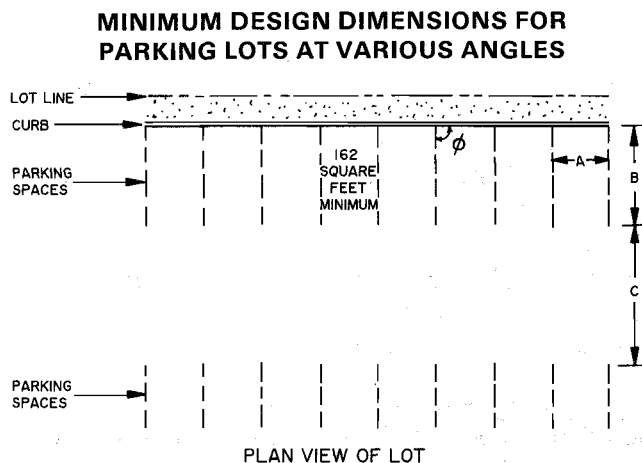 MINIMUM DESIGN DIMENSIONS FOR
PARKING LOTS AT VARIOUS ANGLES
LOT LINE
CURB
PARKING
SPACES
162
SQUARE
FEET
MINIMUM
Φ
A
B
C
PARKING
SPACES
PLAN VIEW OF LOT